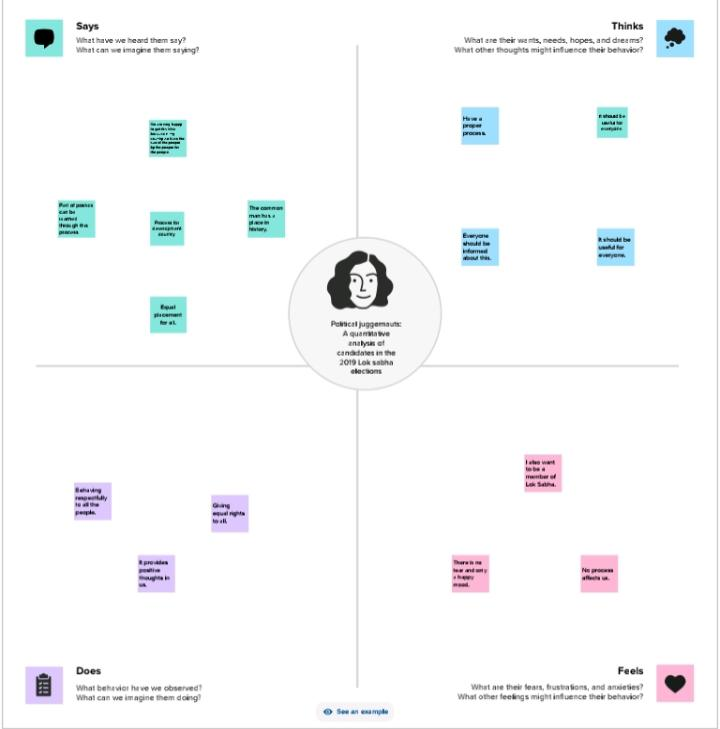 Says
What have we heard them say?
What can we imagine them saying?
Thinks
What are their wants, needs, hopes, and dreams?
What other thoughts might influence their behavior?
by the people for
the people
Part of
can be
through this
process.
Process for
development
country
The common
man has a
place in
history.
Equal
placement
for all.
Have a
proper
process.
It should be
useful for
everyone
Everyone
should be
informed
about this.
It should be
useful for
everyone.
Political juggernauts:
A quantitative
analysis of
candidates in the
2019 Lok sabha
elections
Behaving
respectfully
to all the
people.
Giving
equal rights
to all.
It provides
positive
thoughts in
us.
I also want
to be a
member of
Lok Sabha.
There is no
fear and only
a happy
mood.
No process
affects us.
Does
What behavior have we observed?
What can we imagine them doing?
Feels
What are their fears, frustrations, and anxieties?
What other feelings might influence their behavior?
See an example